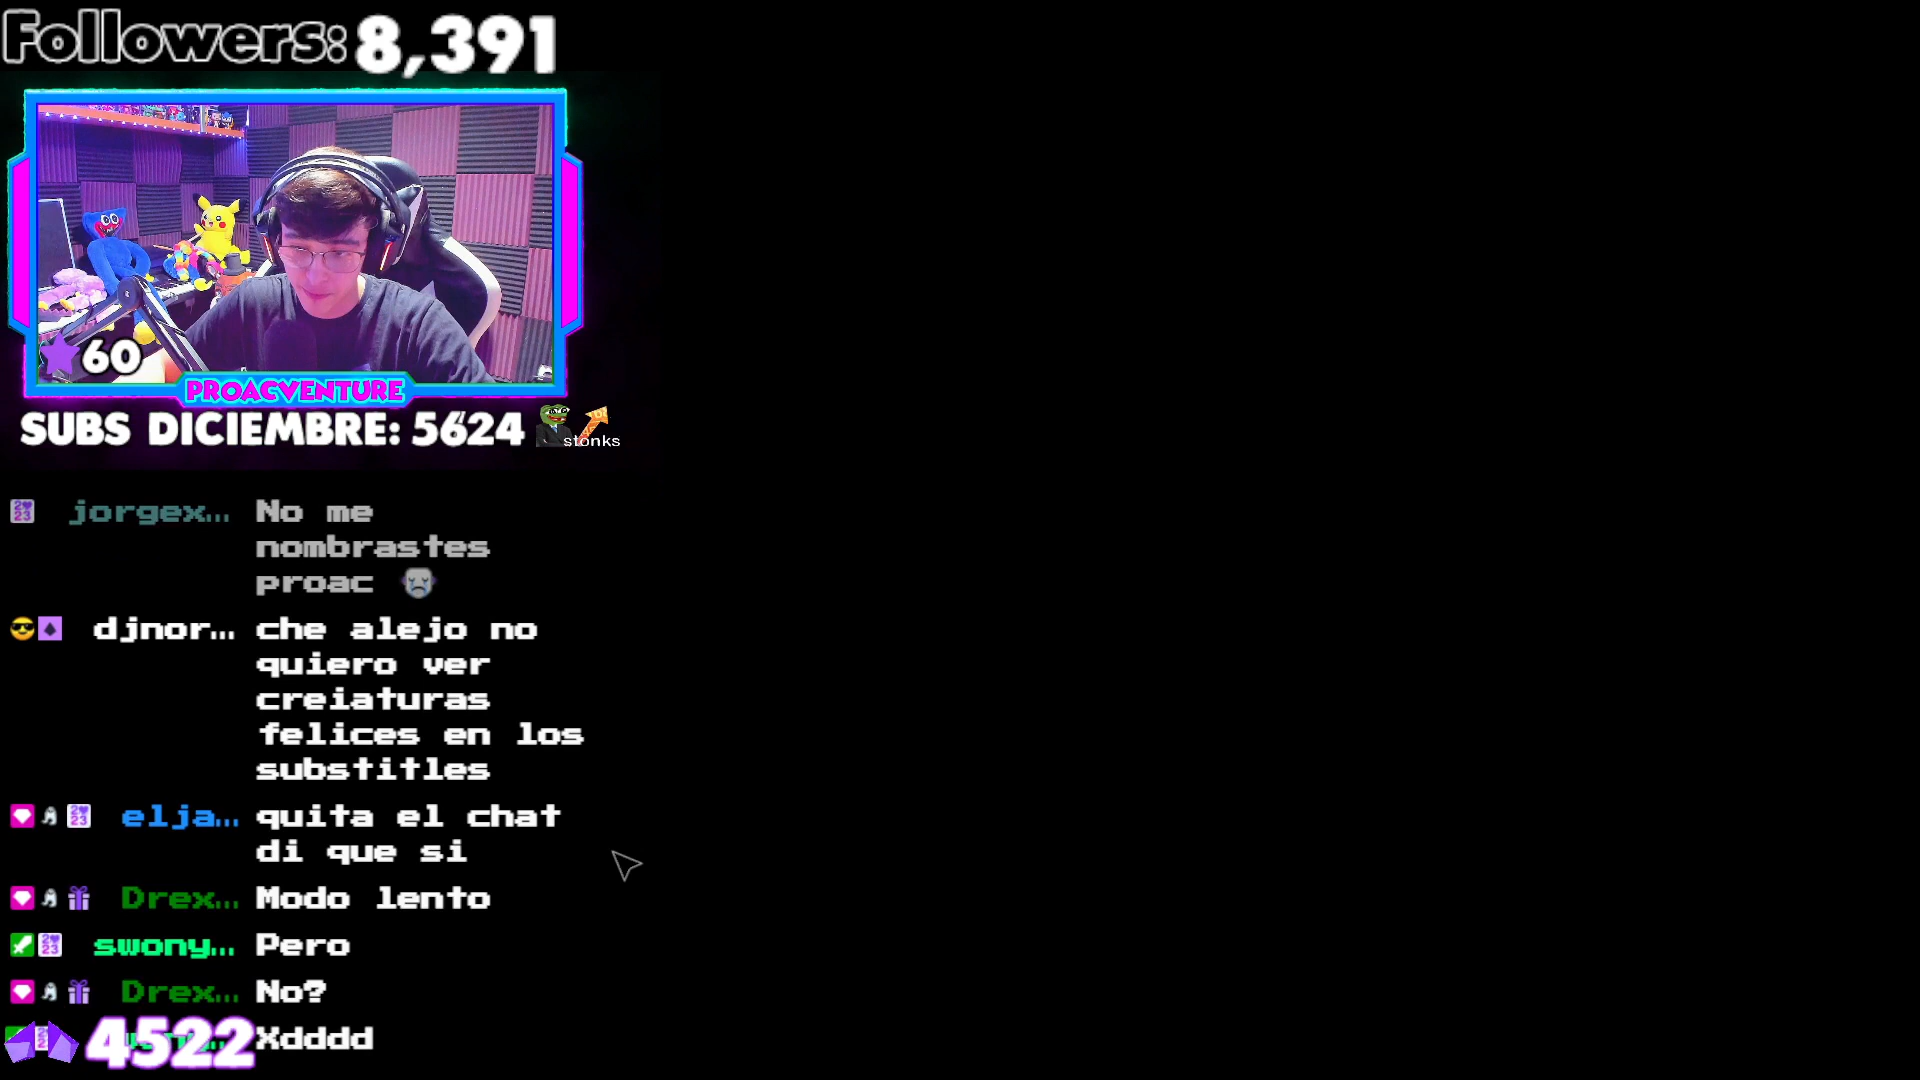 Followers: 8,391
60
PROACVENTURE
SUBS DICIEMBRE: 5624
stonks
jorgex... No me
nombrastes
proac
djnor... che alejo no
quiero ver
creiaturas
felices en los
substitles
elja... quita el chat
di que si
Drex... Modo lento
swony... Pero
Drex... No?
Xdddd
4522